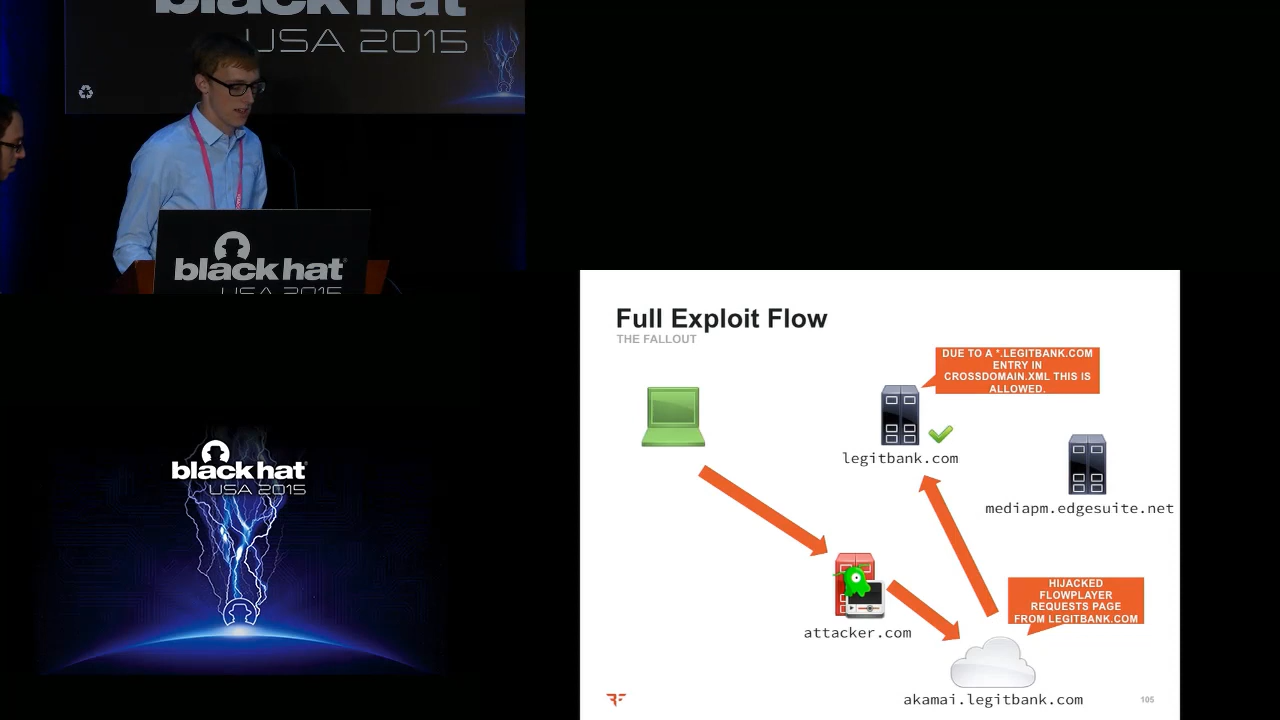 black hat
USA 2015
black hat
USA 2015
black hat
USA 2015
Full Exploit Flow
THE FALLOUT
DUE TO A *.LEGITBANK.COM
ENTRY IN
CROSSDOMAIN.XML THIS IS
ALLOWED.
legitbank.com
mediapm.edgesuite.net
HIJACKED
FLOWPLAYER
REQUESTS PAGE
FROM LEGITBANK.COM
attacker.com
akamai.legitbank.com
105